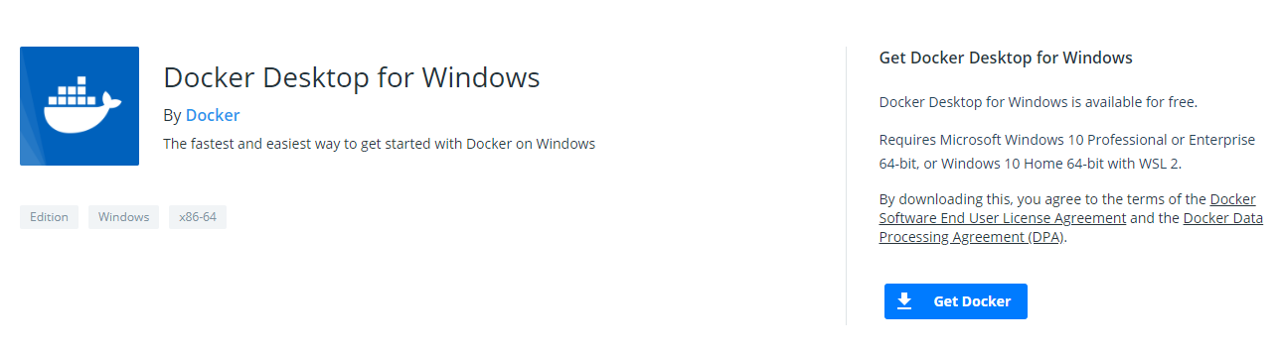 Docker Desktop for Windows
By Docker
The fastest and easiest way to get started with Docker on Windows
Edition
Windows
x86-64
Get Docker Desktop for Windows
Docker Desktop for Windows is available for free.
Requires Microsoft Windows 10 Professional or Enterprise
64-bit, or Windows 10 Home 64-bit with WSL 2.
By downloading this, you agree to the terms of the Docker
Software End User License Agreement and the Docker Data
Processing Agreement (DPA).
Get Docker